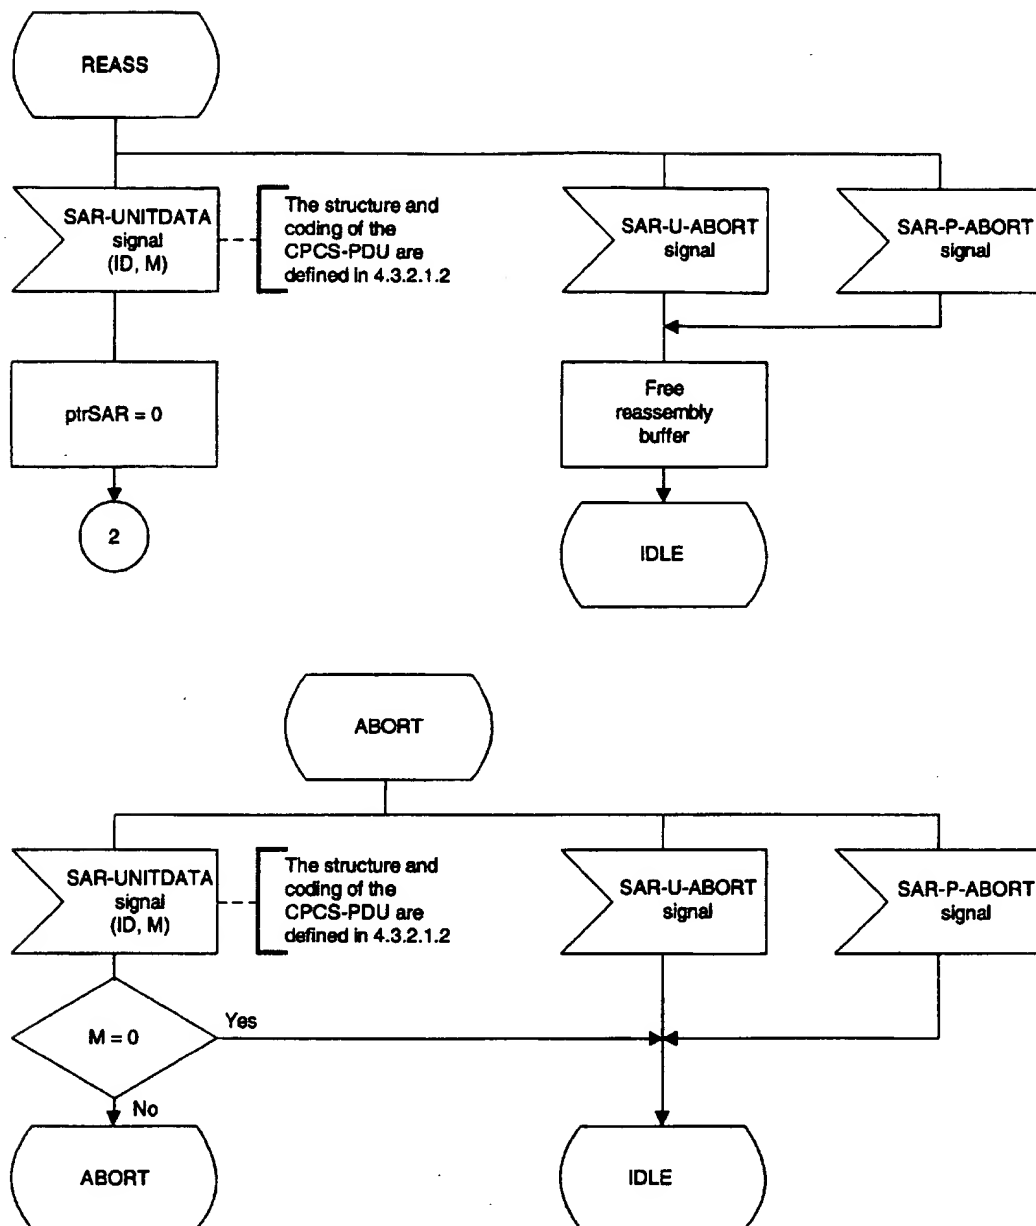 REASS
SAR-UNITDATA
signal
(ID, M)
The structure and
coding of the
CPCS-PDU are
defined in 4.3.2.1.2
SAR-U-ABORT
signal
SAR-P-ABORT
signal
ptrSAR = 0
Free
reassembly
buffer
2
IDLE
ABORT
SAR-UNITDATA
signal
(ID, M)
The structure and
coding of the
CPCS-PDU are
defined in 4.3.2.1.2
SAR-U-ABORT
signal
SAR-P-ABORT
signal
M = 0
Yes
No
ABORT
IDLE